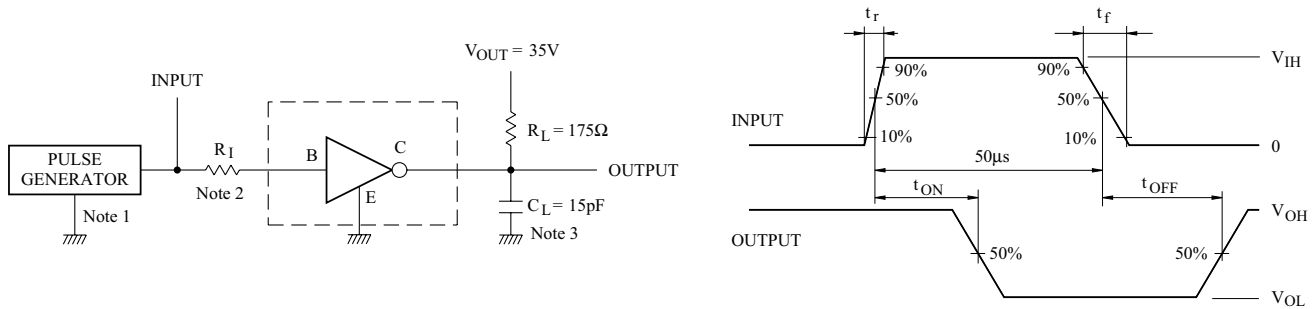 V_OUT = 35V
INPUT
R_L = 175Ω
R_I
B
C
PULSE
GENERATOR
OUTPUT
Note 2
E
Note 1
C_L = 15pF
Note 3
t_r
t_f
V_IH
90%
90%
50%
50%
INPUT
10%
10%
0
50μs
t_ON
t_OFF
V_OH
OUTPUT
50%
50%
V_OL